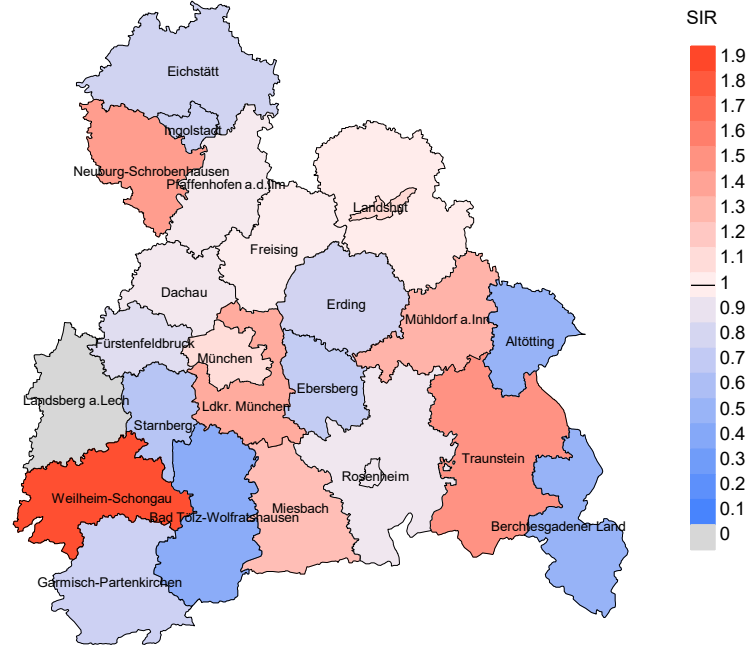 SIR
Eichstätt
Ingolstadt
Neuburg-Schrobenhausen
Pfaffenhofen a.d.Ilm
Landshut
Freising
Dachau
Erding
Mühldorf a.Inn
Altötting
Fürstenfeldbruck
München
Landsberg a.Lech
Ebersberg
Ldkr. München
Starnberg
Traunstein
Rosenheim
Weilheim-Schongau
Miesbach
Bad Tölz-Wolfratshausen
Berchtesgadener Land
Garmisch-Partenkirchen
1.9
1.8
1.7
1.6
1.5
1.4
1.3
1.2
1.1
1
0.9
0.8
0.7
0.6
0.5
0.4
0.3
0.2
0.1
0